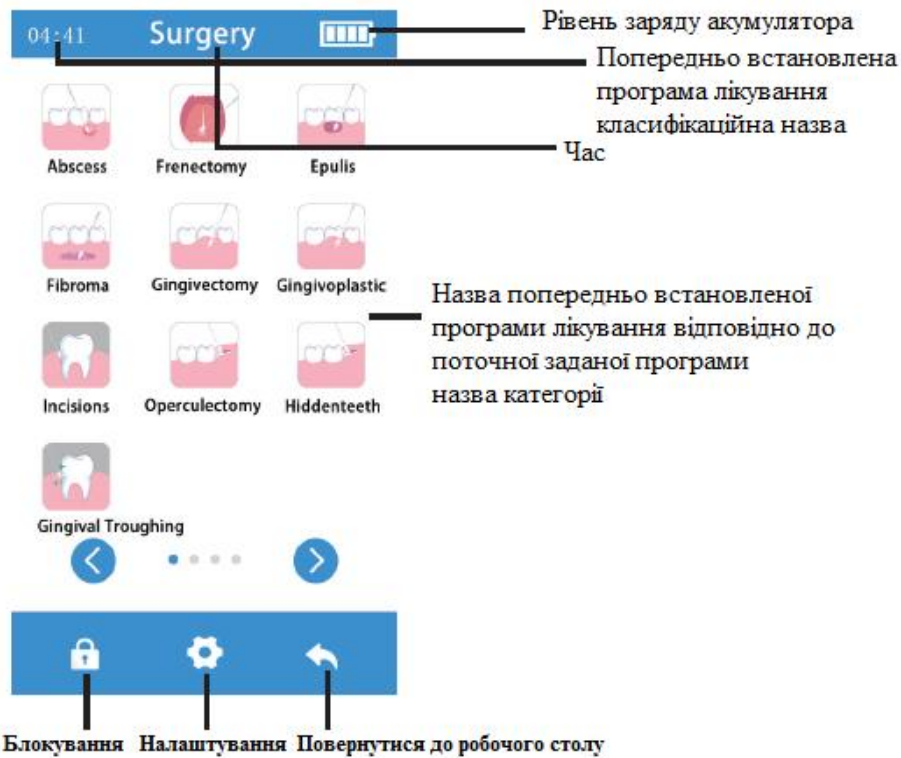 04:41 Surgery
Рівень заряду акумулятора
Попередньо встановлена
програма лікування
класифікаційна назва
Час
Abscess Frenectomy Epulis
Fibroma Gingivectomy Gingivoplastic
Назва попередньо встановленої
програми лікування відповідно до
поточної заданої програми
назва категорії
Incisions Operculectomy Hiddenteeth
Gingival Troughing
Блокування Налаштування Повернутися до робочого столу